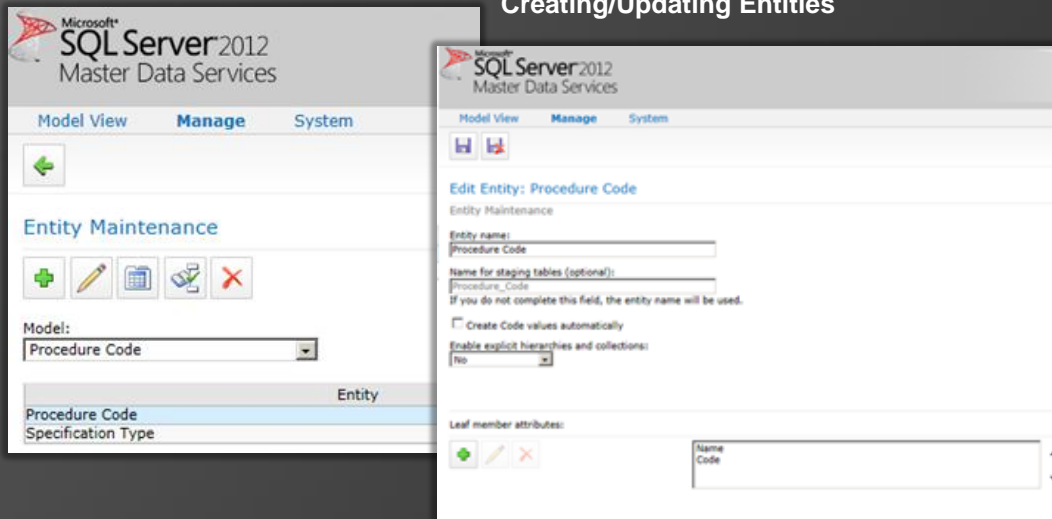 Creating/Updating Entities
Microsoft
SQL Server 2012
Master Data Services
Model View Manage System
Entity Maintenance
Model:
Procedure Code
Entity
Procedure Code
Specification Type
Microsoft
SQL Server 2012
Master Data Services
Model View Manage System
Edit Entity: Procedure Code
Entity Maintenance
Entity name:
Procedure Code
Name for staging tables (optional):
Procedure_Code
If you do not complete this field, the entity name will be used.
Create Code values automatically
Enable explicit hierarchies and collections:
No
Leaf member attributes:
Name
Code